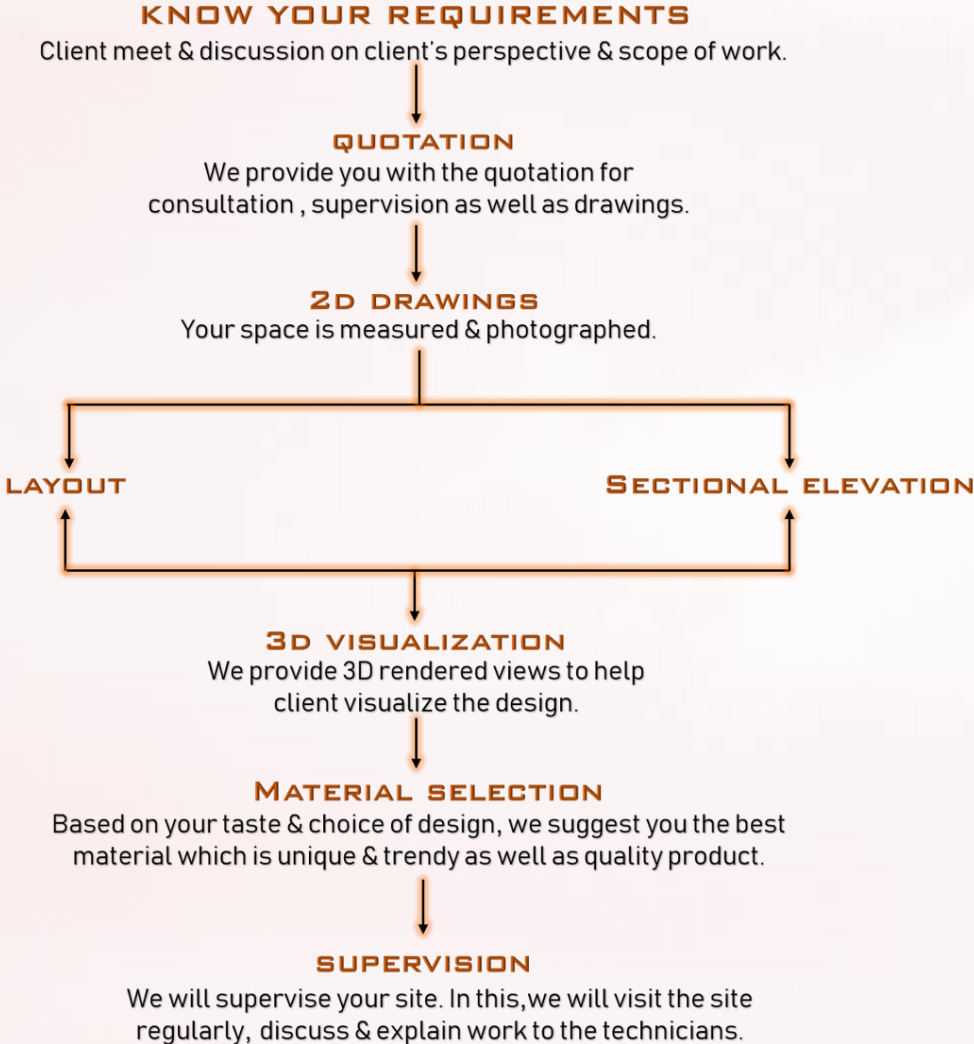 KNOW YOUR REQUIREMENTS
Client meet & discussion on client's perspective & scope of work.
QUOTATION
We provide you with the quotation for
consultation , supervision as well as drawings.
2D DRAWINGS
Your space is measured & photographed.
LAYOUT
SECTIONAL ELEVATION
3D VISUALIZATION
We provide 3D rendered views to help
client visualize the design.
MATERIAL SELECTION
Based on your taste & choice of design, we suggest you the best
material which is unique & trendy as well as quality product.
SUPERVISION
We will supervise your site. In this,we will visit the site
regularly, discuss & explain work to the technicians.